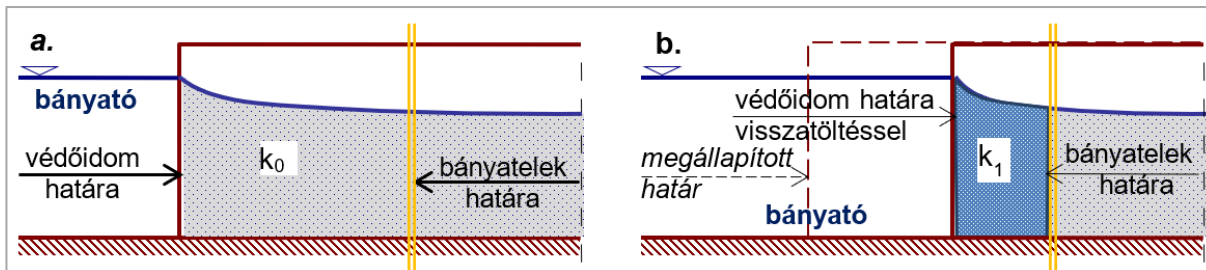 a.
bányató
védőidom
határa
k₀
bányatelek
határa
b.
védőidom határa
visszatöltéssel
megállapított
határ
bányató
k₁
bányatelek
határa